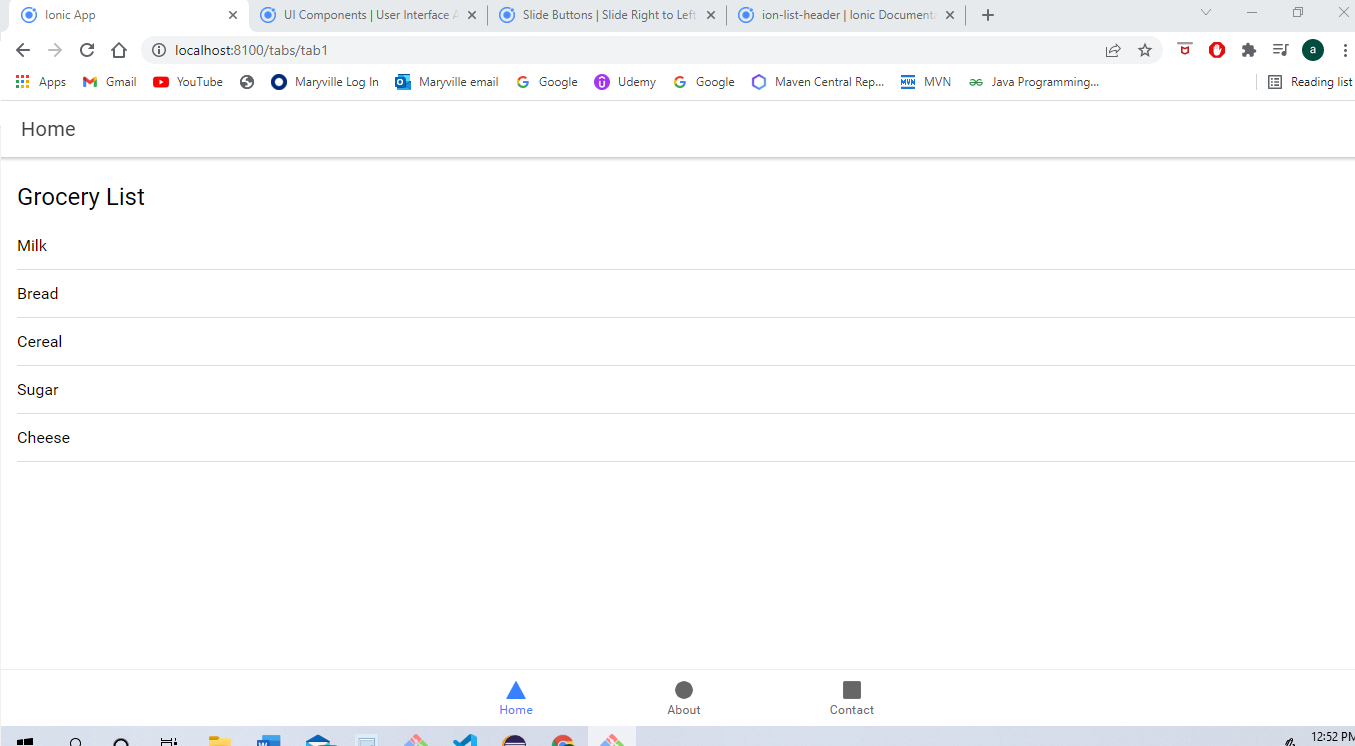 Ionic App
UI Components | User Interface A
Slide Buttons | Slide Right to Left
ion-list-header | Ionic Documenta
localhost:8100/tabs/tab1
a
Apps
Gmail
YouTube
Maryville Log In
Maryville email
Google
Udemy
Google
Maven Central Rep...
MVN
MVN
Java Programming...
Reading list
Home
Grocery List
Milk
Bread
Cereal
Sugar
Cheese
Home
About
Contact
12:52 PM